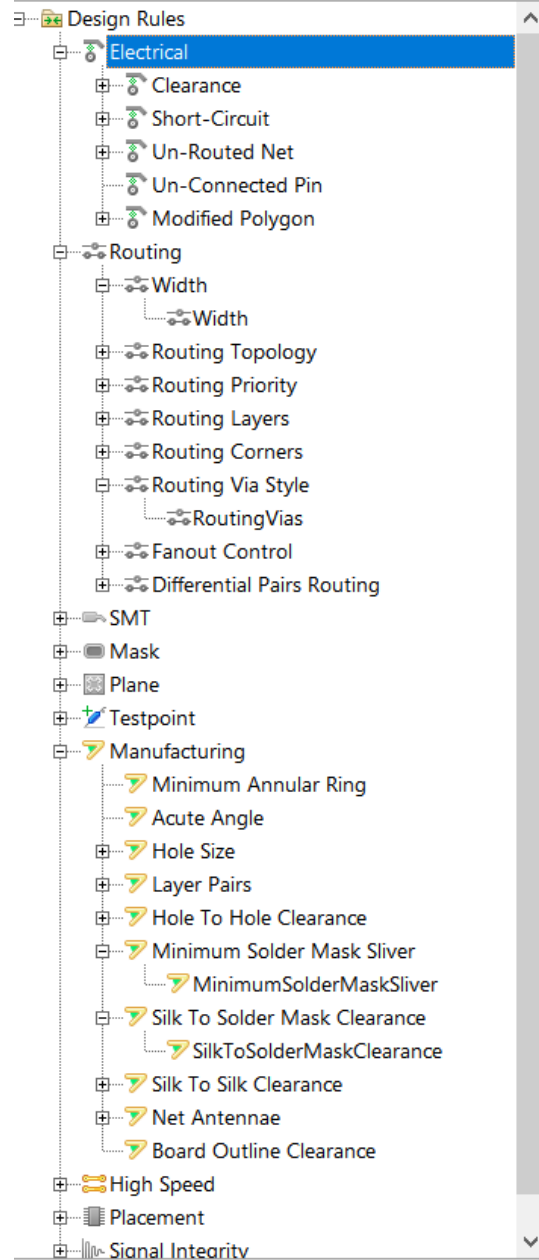 Design Rules
Electrical
Clearance
Short-Circuit
Un-Routed Net
Un-Connected Pin
Modified Polygon
Routing
Width
Width
Routing Topology
Routing Priority
Routing Layers
Routing Corners
Routing Via Style
RoutingVias
Fanout Control
Differential Pairs Routing
SMT
Mask
Plane
Testpoint
Manufacturing
Minimum Annular Ring
Acute Angle
Hole Size
Layer Pairs
Hole To Hole Clearance
Minimum Solder Mask Sliver
MinimumSolderMaskSliver
Silk To Solder Mask Clearance
SilkToSolderMaskClearance
Silk To Silk Clearance
Net Antennae
Board Outline Clearance
High Speed
Placement
Signal Integrity